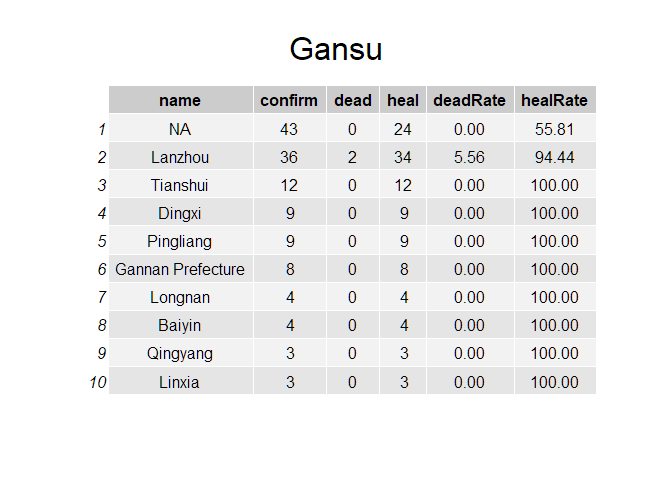 Gansu
name confirm dead heal deadRate healRate
1 NA 43 0 24 0.00 55.81
2 Lanzhou 36 2 34 5.56 94.44
3 Tianshui 12 0 12 0.00 100.00
4 Dingxi 9 0 9 0.00 100.00
5 Pingliang 9 0 9 0.00 100.00
6 Gannan Prefecture 8 0 8 0.00 100.00
7 Longnan 4 0 4 0.00 100.00
8 Baiyin 4 0 4 0.00 100.00
9 Qingyang 3 0 3 0.00 100.00
10 Linxia 3 0 3 0.00 100.00